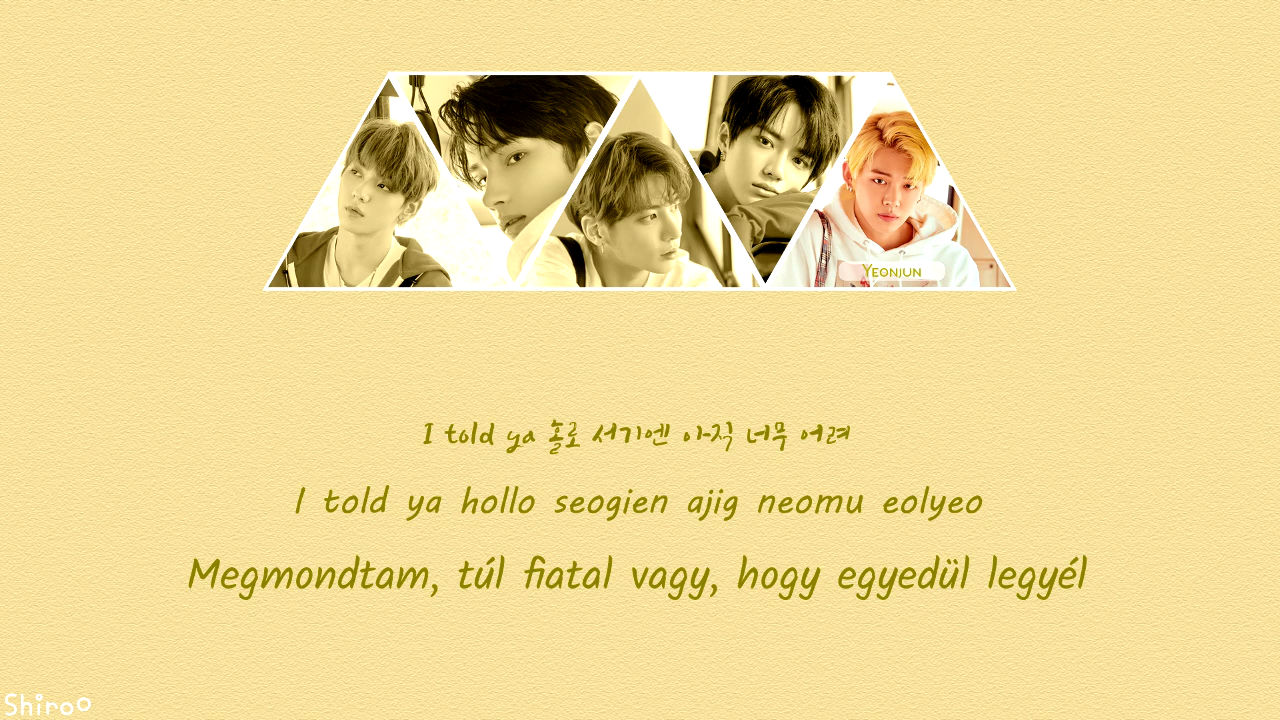 Yeonjun
I told ya 홀로 서기엔 아직 너무 어려
I told ya hollo seogien ajig neomu eolyeo
Megmondtam, túl fiatal vagy, hogy egyedül legyél
Shiroo